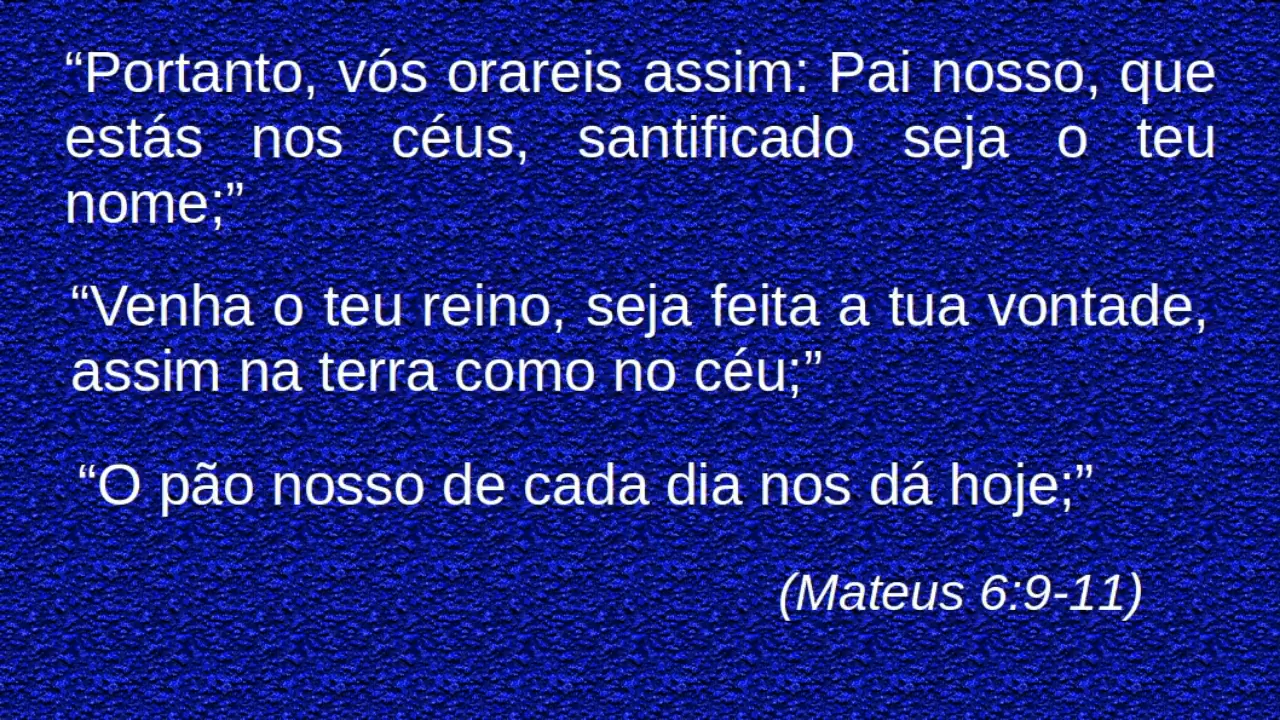 “Portanto, vós orareis assim: Pai nosso, que
estás nos céus, santificado seja o teu
nome;”
“Venha o teu reino, seja feita a tua vontade,
assim na terra como no céu;”
“O pão nosso de cada dia nos dá hoje;”
(Mateus 6:9-11)